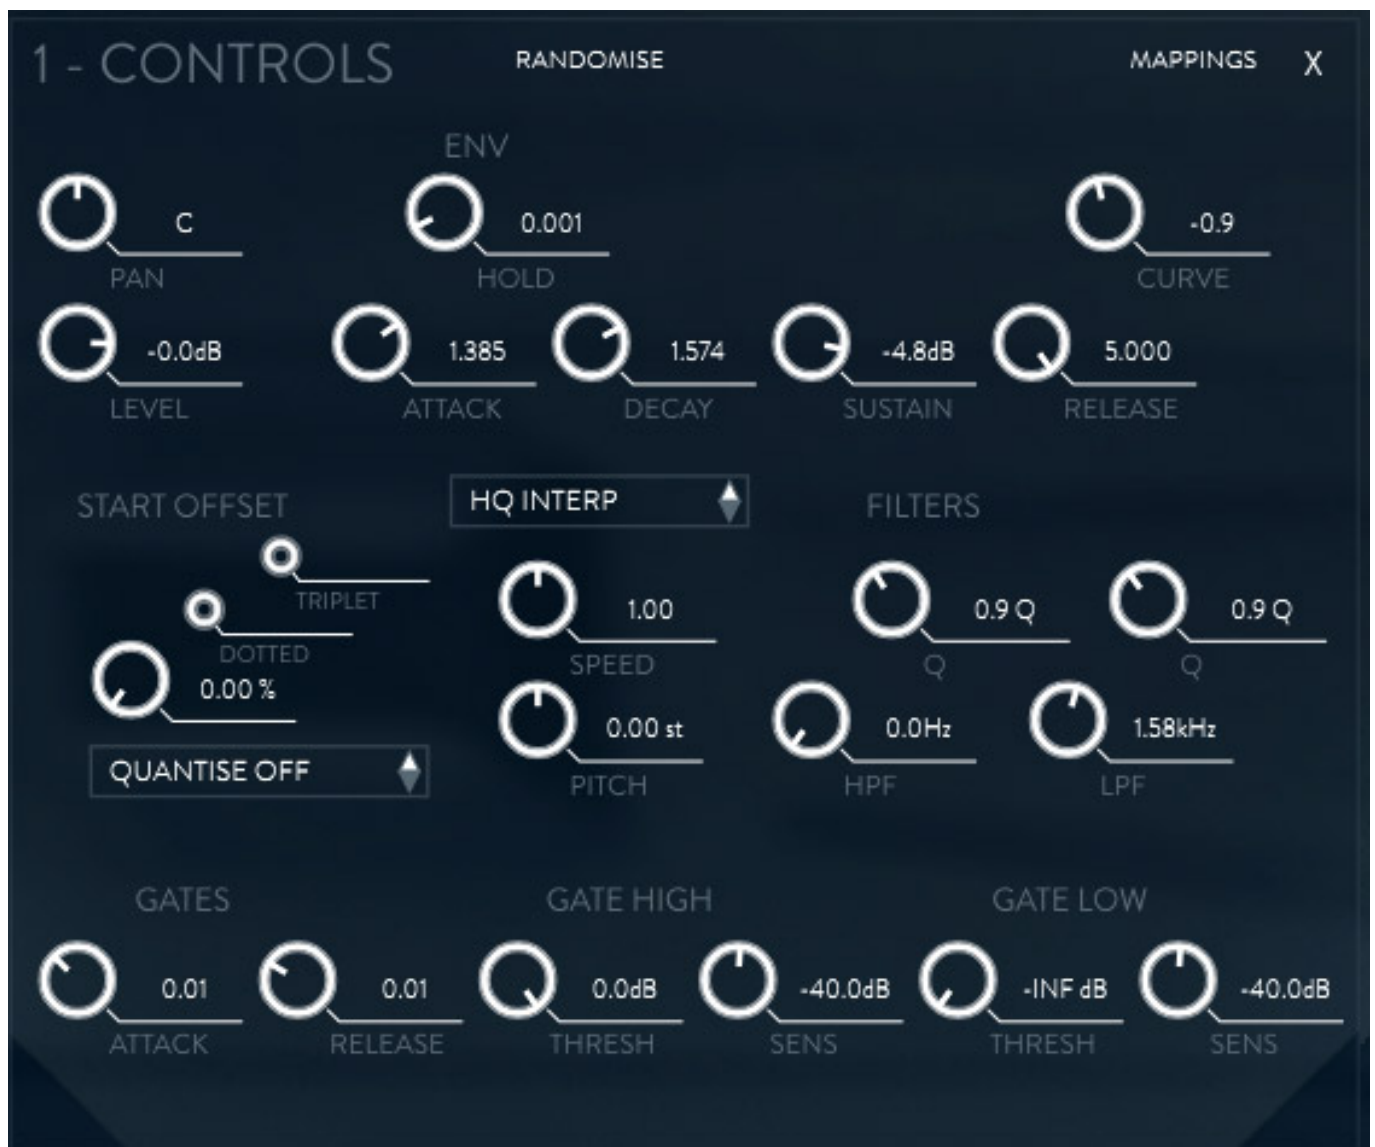 1 - CONTROLS RANDOMISE MAPPINGS X
ENV
C 0.001 -0.9
PAN HOLD CURVE
-0.0dB 1.385 1.574 -4.8dB 5.000
LEVEL ATTACK DECAY SUSTAIN RELEASE
START OFFSET HQ INTERP FILTERS
TRIPLET
1.00 0.9 Q 0.9 Q
DOTTED SPEED Q Q
0.00 %
0.00 st 0.0Hz 1.58kHz
QUANTISE OFF PITCH HPF LPF
GATES GATE HIGH GATE LOW
0.01 0.01 0.0dB -40.0dB -INF dB -40.0dB
ATTACK RELEASE THRESH SENS THRESH SENS